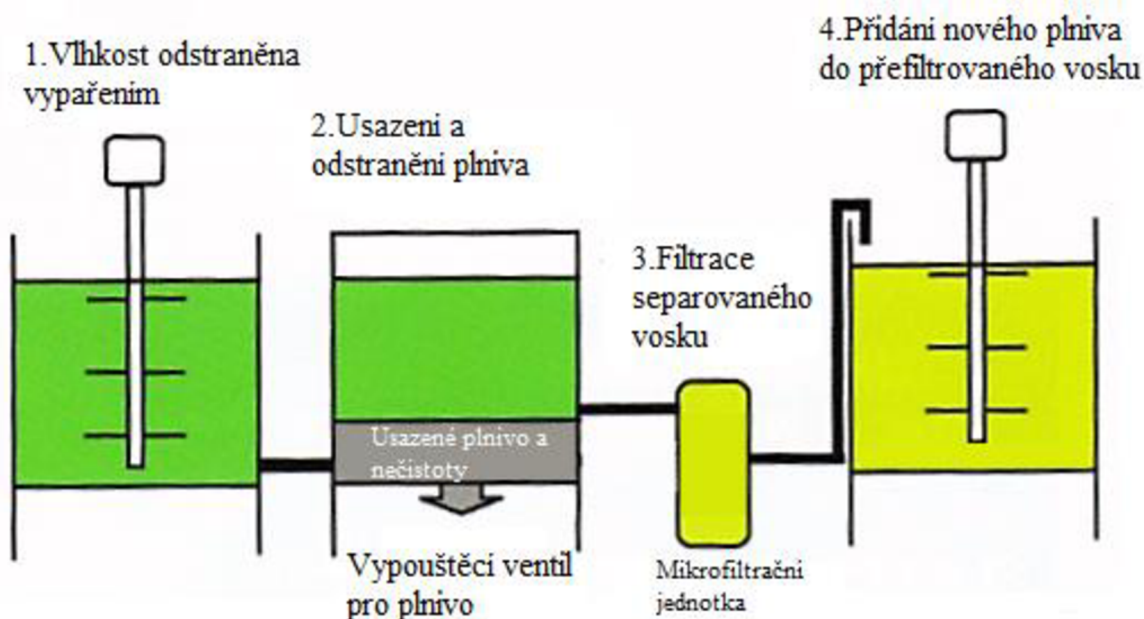 1.Vlhkost odstraněna
vypařením
2.Usazení a
odstranění plniva
3.Filtrace
separovaného
vosku
4.Přidání nového plniva
do přefiltrovaného vosku
Usazené plnivo a
nečistoty
Vypouštěcí ventil
pro plnivo
Mikrofiltrační
jednotka